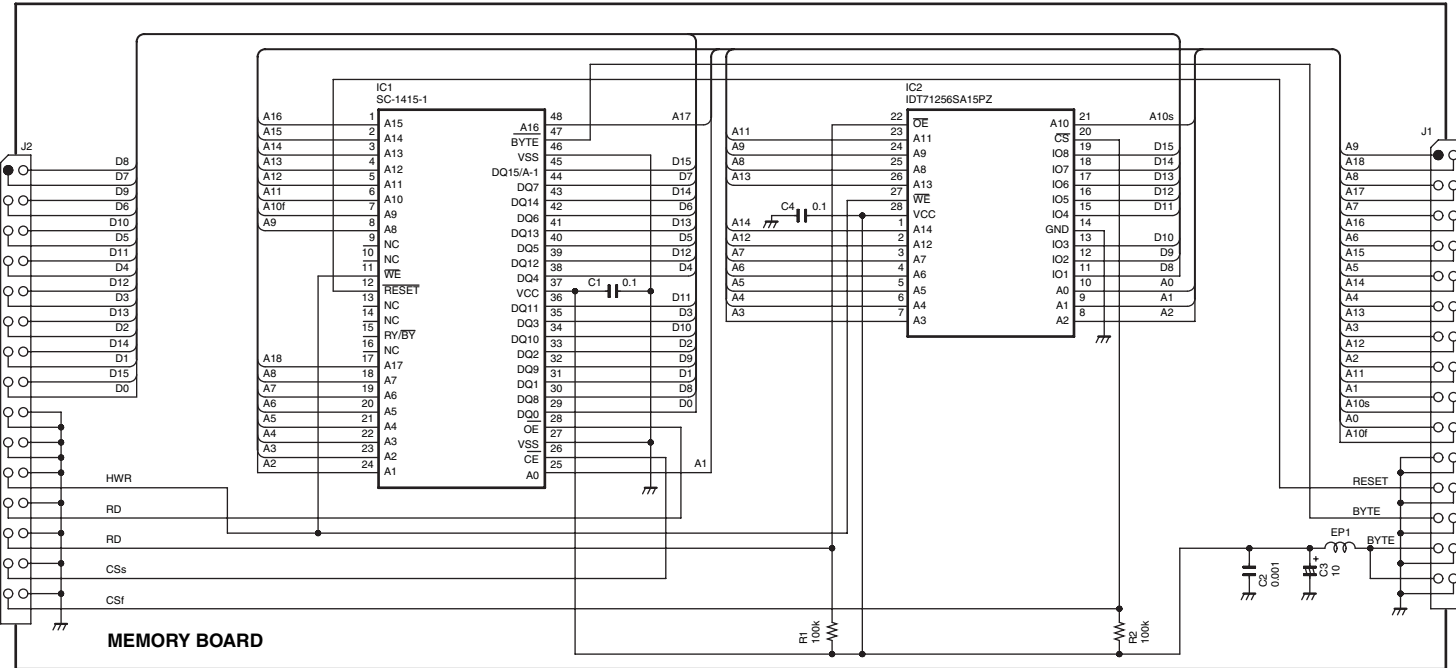 IC1
SC-1415-1
IC2
IDT71256SA15PZ
J2
D8
D7
D9
D6
D10
D5
D11
D4
D12
D3
D13
D2
D14
D1
D15
D0
HWR
RD
RD
CSs
CSf
A16 1 A15
A15 2 A14
A14 3 A13
A13 4 A12
A12 5 A11
A11 6 A10
A10f 7 A9
A9 8 A8
9 NC
10 NC
11 WE
12 RESET
13 NC
14 NC
15 RY/BY
16 NC
A18 17 A17
A8 18 A7
A7 19 A6
A6 20 A5
A5 21 A4
A4 22 A3
A3 23 A2
A2 24 A1
A16 48 A17
BYTE 47
VSS 46
DQ15/A-1 45 D15
DQ7 44 D7
DQ14 43 D14
DQ6 42 D6
DQ13 41 D13
DQ5 40 D5
DQ12 39 D12
DQ4 38 D4
VCC 37
C1 0.1
DQ11 36 D11
DQ3 35 D3
DQ10 34 D10
DQ2 33 D2
DQ9 32 D9
DQ1 31 D1
DQ8 30 D8
DQ0 29 D0
OE 28
VSS 27
CE 26
A0 25 A1
22 OE
A11 23 A11
A9 24 A9
A8 25 A8
A13 26 A13
27 WE
C4 0.1
28 VCC
A14 1 A14
A12 2 A12
A7 3 A7
A6 4 A6
A5 5 A5
A4 6 A4
A3 7 A3
A10 21 A10s
CS 20
IO8 19 D15
IO7 18 D14
IO6 17 D13
IO5 16 D12
IO4 15 D11
GND 14
IO3 13 D10
IO2 12 D9
IO1 11 D8
A0 10 A0
A1 9 A1
A2 8 A2
J1
A9
A18
A8
A17
A7
A16
A6
A15
A5
A14
A4
A13
A3
A12
A2
A11
A1
A10s
A0
A10f
RESET
BYTE
EP1
BYTE
C2
0.001
+
C3
10
R1
100k
R2
100k
MEMORY BOARD